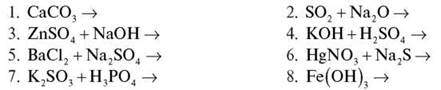 1. CaCO₃ → 2. SO₂ + Na₂O →
3. ZnSO₄ + NaOH → 4. KOH + H₂SO₄ →
5. BaCl₂ + Na₂SO₄ → 6. HgNO₃ + Na₂S →
7. K₂SO₃ + H₃PO₄ → 8. Fe(OH)₃ →